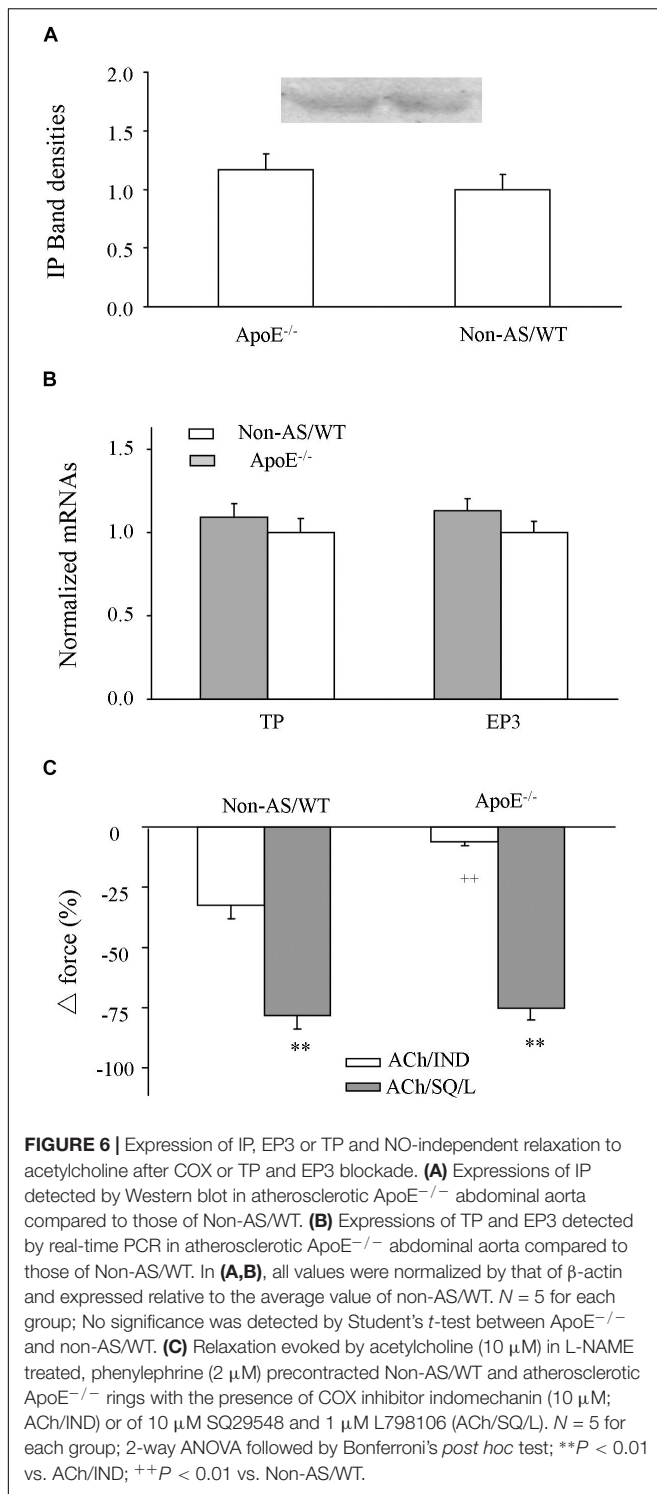 A
2.0
1.5
1.0
0.5
0.0
IP Band densities
ApoE-/-
Non-AS/WT
B
Non-AS/WT
ApoE-/-
1.5
1.0
0.5
0.0
Normalized mRNAs
TP
EP3
C
Non-AS/WT
ApoE-/-
0
-25
-50
-75
-100
△ force (%)
++
**
**
ACh/IND
ACh/SQ/L
FIGURE 6 | Expression of IP, EP3 or TP and NO-independent relaxation to
acetylcholine after COX or TP and EP3 blockade. (A) Expressions of IP
detected by Western blot in atherosclerotic ApoE−/− abdominal aorta
compared to those of Non-AS/WT. (B) Expressions of TP and EP3 detected
by real-time PCR in atherosclerotic ApoE−/− abdominal aorta compared to
those of Non-AS/WT. In (A,B), all values were normalized by that of β-actin
and expressed relative to the average value of non-AS/WT. N = 5 for each
group; No significance was detected by Student's t-test between ApoE−/−
and non-AS/WT. (C) Relaxation evoked by acetylcholine (10 μM) in L-NAME
treated, phenylephrine (2 μM) precontracted Non-AS/WT and atherosclerotic
ApoE−/− rings with the presence of COX inhibitor indomechanin (10 μM;
ACh/IND) or of 10 μM SQ29548 and 1 μM L798106 (ACh/SQ/L). N = 5 for
each group; 2-way ANOVA followed by Bonferroni's post hoc test; **P < 0.01
vs. ACh/IND; ++P < 0.01 vs. Non-AS/WT.